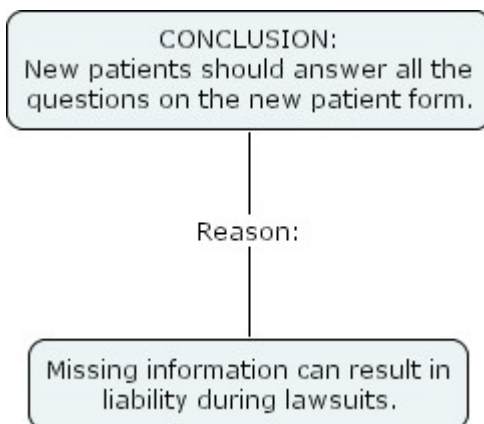 CONCLUSION:
New patients should answer all the
questions on the new patient form.
Reason:
Missing information can result in
liability during lawsuits.